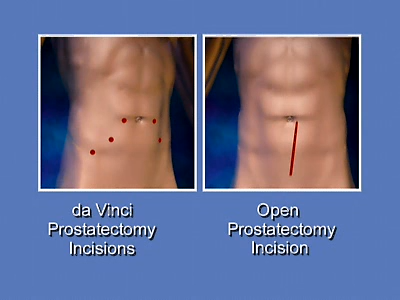 da Vinci
Prostatectomy
Incisions
Open
Prostatectomy
Incision